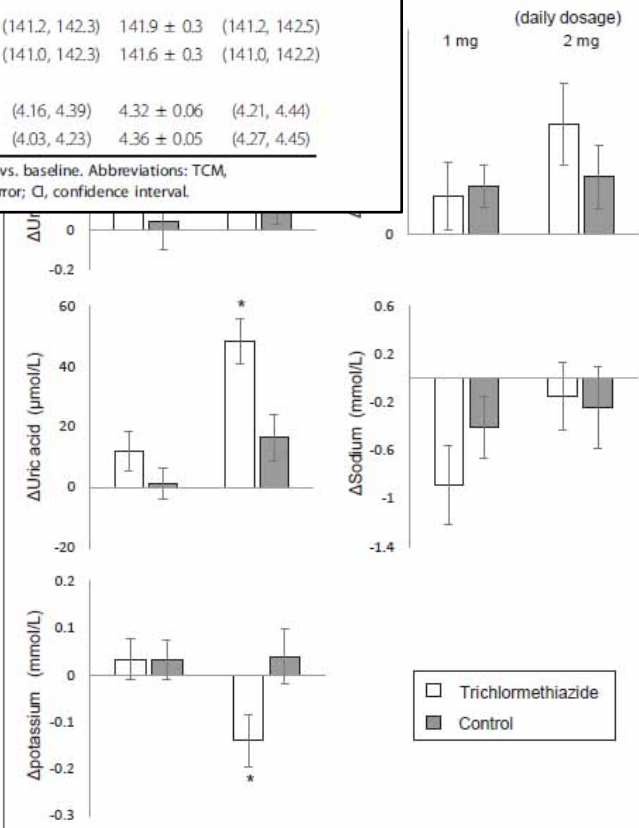 (141.2, 142.3) 141.9 ± 0.3 (141.2, 142.5)
(141.0, 142.3) 141.6 ± 0.3 (141.0, 142.2)
(4.16, 4.39) 4.32 ± 0.06 (4.21, 4.44)
(4.03, 4.23) 4.36 ± 0.05 (4.27, 4.45)
vs. baseline. Abbreviations: TCM,
CI, confidence interval.
(daily dosage)
1 mg 2 mg
0
-0.2
0
ΔUric acid (μmol/L)
60
40
20
0
-20
*
ΔSodium (mmol/L)
0.6
0.2
-0.2
-0.6
-1
-1.4
Δpotassium (mmol/L)
0.2
0.1
0
-0.1
-0.2
-0.3
*
Trichlormethiazide
Control